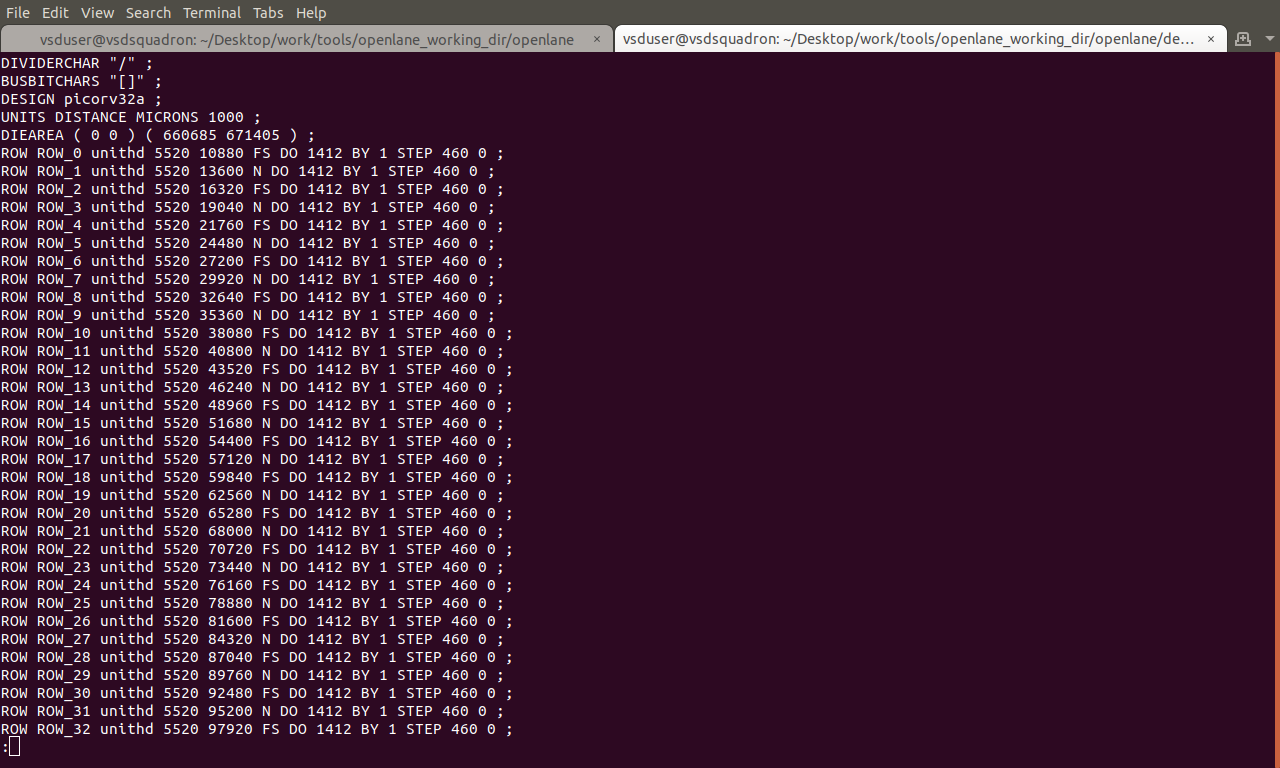 File Edit View Search Terminal Tabs Help
vsduser@vsdsquadron: ~/Desktop/work/tools/openlane_working_dir/openlane × vsduser@vsdsquadron: ~/Desktop/work/tools/openlane_working_dir/openlane/de... ×
DIVIDERCHAR "/" ;
BUSBITCHARS "[]" ;
DESIGN picorv32a ;
UNITS DISTANCE MICRONS 1000 ;
DIEAREA ( 0 0 ) ( 660685 671405 ) ;
ROW ROW_0 unithd 5520 10880 FS DO 1412 BY 1 STEP 460 0 ;
ROW ROW_1 unithd 5520 13600 N DO 1412 BY 1 STEP 460 0 ;
ROW ROW_2 unithd 5520 16320 FS DO 1412 BY 1 STEP 460 0 ;
ROW ROW_3 unithd 5520 19040 N DO 1412 BY 1 STEP 460 0 ;
ROW ROW_4 unithd 5520 21760 FS DO 1412 BY 1 STEP 460 0 ;
ROW ROW_5 unithd 5520 24480 N DO 1412 BY 1 STEP 460 0 ;
ROW ROW_6 unithd 5520 27200 FS DO 1412 BY 1 STEP 460 0 ;
ROW ROW_7 unithd 5520 29920 N DO 1412 BY 1 STEP 460 0 ;
ROW ROW_8 unithd 5520 32640 FS DO 1412 BY 1 STEP 460 0 ;
ROW ROW_9 unithd 5520 35360 N DO 1412 BY 1 STEP 460 0 ;
ROW ROW_10 unithd 5520 38080 FS DO 1412 BY 1 STEP 460 0 ;
ROW ROW_11 unithd 5520 40800 N DO 1412 BY 1 STEP 460 0 ;
ROW ROW_12 unithd 5520 43520 FS DO 1412 BY 1 STEP 460 0 ;
ROW ROW_13 unithd 5520 46240 N DO 1412 BY 1 STEP 460 0 ;
ROW ROW_14 unithd 5520 48960 FS DO 1412 BY 1 STEP 460 0 ;
ROW ROW_15 unithd 5520 51680 N DO 1412 BY 1 STEP 460 0 ;
ROW ROW_16 unithd 5520 54400 FS DO 1412 BY 1 STEP 460 0 ;
ROW ROW_17 unithd 5520 57120 N DO 1412 BY 1 STEP 460 0 ;
ROW ROW_18 unithd 5520 59840 FS DO 1412 BY 1 STEP 460 0 ;
ROW ROW_19 unithd 5520 62560 N DO 1412 BY 1 STEP 460 0 ;
ROW ROW_20 unithd 5520 65280 FS DO 1412 BY 1 STEP 460 0 ;
ROW ROW_21 unithd 5520 68000 N DO 1412 BY 1 STEP 460 0 ;
ROW ROW_22 unithd 5520 70720 FS DO 1412 BY 1 STEP 460 0 ;
ROW ROW_23 unithd 5520 73440 N DO 1412 BY 1 STEP 460 0 ;
ROW ROW_24 unithd 5520 76160 FS DO 1412 BY 1 STEP 460 0 ;
ROW ROW_25 unithd 5520 78880 N DO 1412 BY 1 STEP 460 0 ;
ROW ROW_26 unithd 5520 81600 FS DO 1412 BY 1 STEP 460 0 ;
ROW ROW_27 unithd 5520 84320 N DO 1412 BY 1 STEP 460 0 ;
ROW ROW_28 unithd 5520 87040 FS DO 1412 BY 1 STEP 460 0 ;
ROW ROW_29 unithd 5520 89760 N DO 1412 BY 1 STEP 460 0 ;
ROW ROW_30 unithd 5520 92480 FS DO 1412 BY 1 STEP 460 0 ;
ROW ROW_31 unithd 5520 95200 N DO 1412 BY 1 STEP 460 0 ;
ROW ROW_32 unithd 5520 97920 FS DO 1412 BY 1 STEP 460 0 ;
: